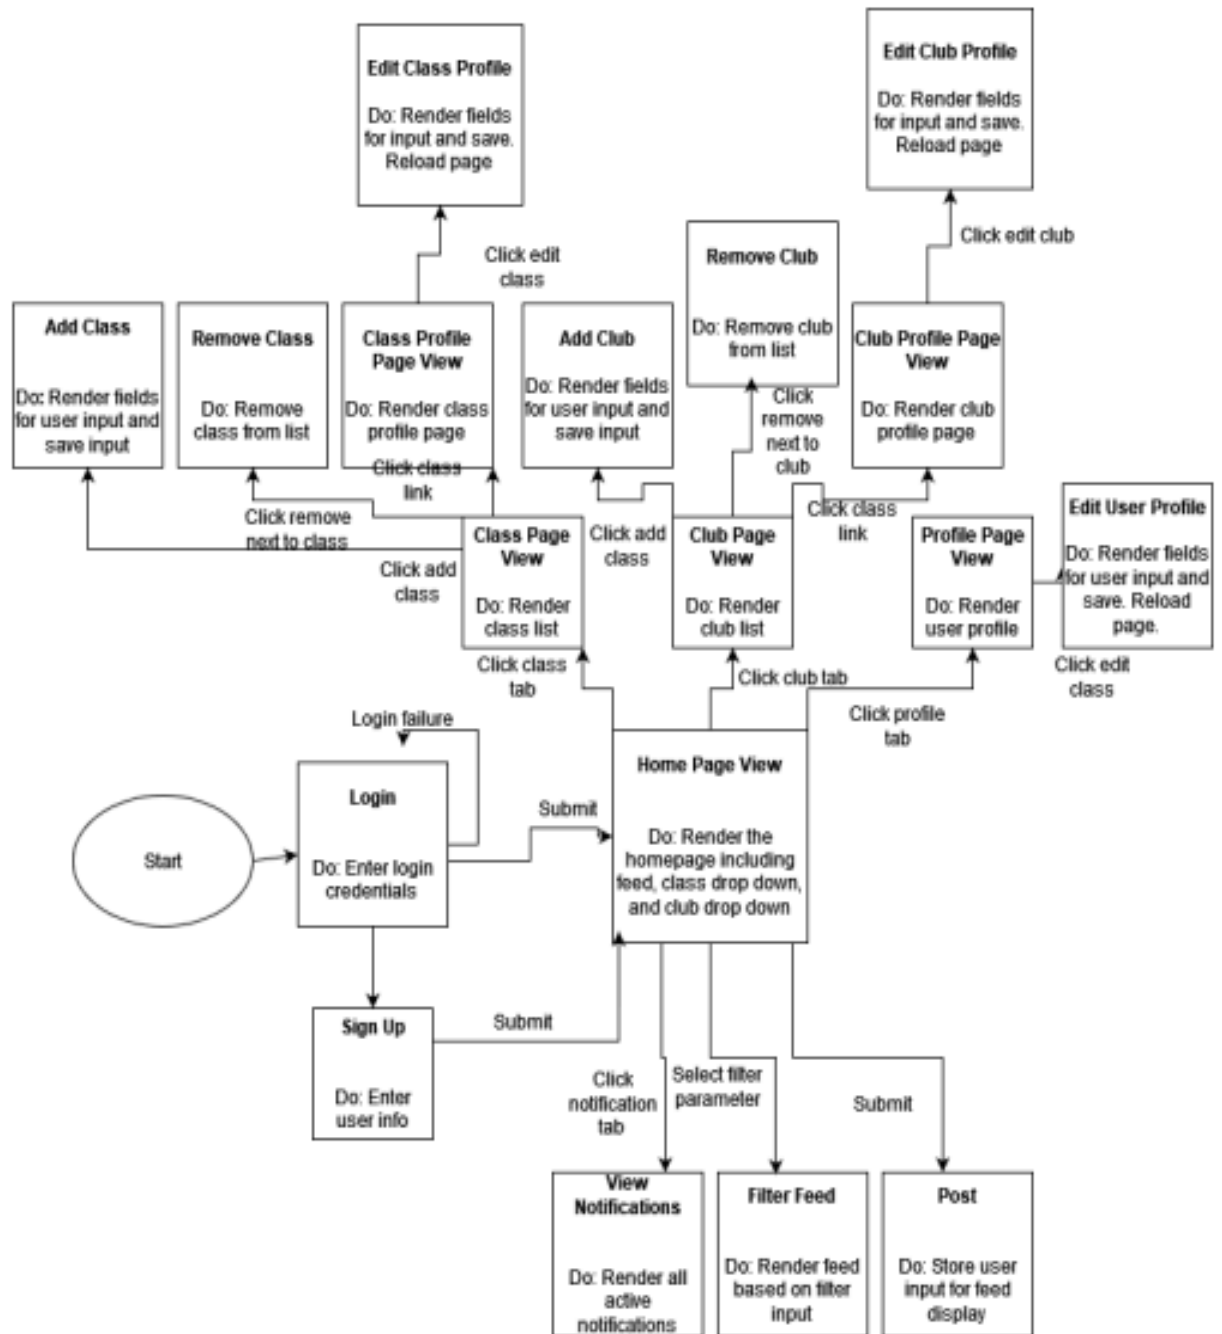 Edit Class Profile
Do: Render fields
for input and save.
Reload page
Edit Club Profile
Do: Render fields
for input and save.
Reload page
Click edit
class
Click edit club
Remove Club
Do: Remove club
from list
Add Class
Do: Render fields
for user input and
save input
Remove Class
Do: Remove
class from list
Class Profile
Page View
Do: Render class
profile page
Add Club
Do: Render fields
for user input and
save input
Club Profile Page
View
Do: Render club
profile page
Click
remove
next to
club
Click class
link
Click remove
next to class
Click add
class
Class Page
View
Do: Render
class list
Click add
class
Club Page
View
Do: Render
club list
Click class
link
Profile Page
View
Do: Render
user profile
Edit User Profile
Do: Render fields
for user input and
save. Reload
page.
Click edit
class
Click class
tab
Click club tab
Click profile
tab
Login failure
Start
Login
Do: Enter login
credentials
Submit
Home Page View
Do: Render the
homepage including
feed, class drop down,
and club drop down
Sign Up
Do: Enter
user info
Submit
Click
notification
tab
Select filter
parameter
Submit
View
Notifications
Do: Render all
active
notifications
Filter Feed
Do: Render feed
based on filter
input
Post
Do: Store user
input for feed
display